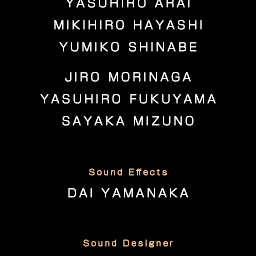 YASUHIRO ARAI
MIKIHIRO HAYASHI
YUMIKO SHINABE
JIRO MORINAGA
YASUHIRO FUKUYAMA
SAYAKA MIZUNO
Sound Effects
DAI YAMANAKA
Sound Designer